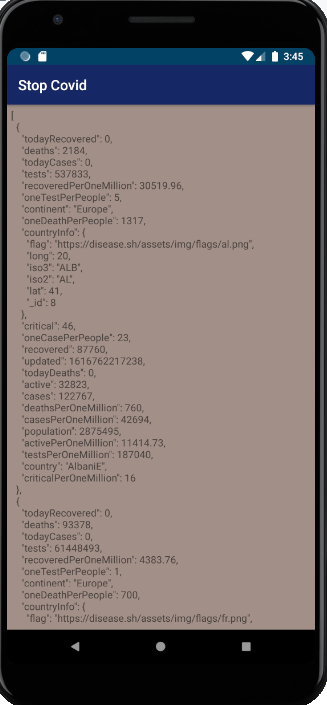 3:45
Stop Covid
[
{
"todayRecovered": 0,
"deaths": 2184,
"todayCases": 0,
"tests": 537833,
"recoveredPerOneMillion": 30519.96,
"oneTestPerPeople": 5,
"continent": "Europe",
"oneDeathPerPeople": 1317,
"countryInfo": {
"flag": "https://disease.sh/assets/img/flags/al.png",
"long": 20,
"iso3": "ALB",
"iso2": "AL",
"lat": 41,
"_id": 8
},
"critical": 46,
"oneCasePerPeople": 23,
"recovered": 87760,
"updated": 1616762217238,
"todayDeaths": 0,
"active": 32823,
"cases": 122767,
"deathsPerOneMillion": 760,
"casesPerOneMillion": 42694,
"population": 2875495,
"activePerOneMillion": 11414.73,
"testsPerOneMillion": 187040,
"country": "AlbaniE",
"criticalPerOneMillion": 16
},
{
"todayRecovered": 0,
"deaths": 93378,
"todayCases": 0,
"tests": 61448493,
"recoveredPerOneMillion": 4383.76,
"oneTestPerPeople": 1,
"continent": "Europe",
"oneDeathPerPeople": 700,
"countryInfo": {
"flag": "https://disease.sh/assets/img/flags/fr.png",